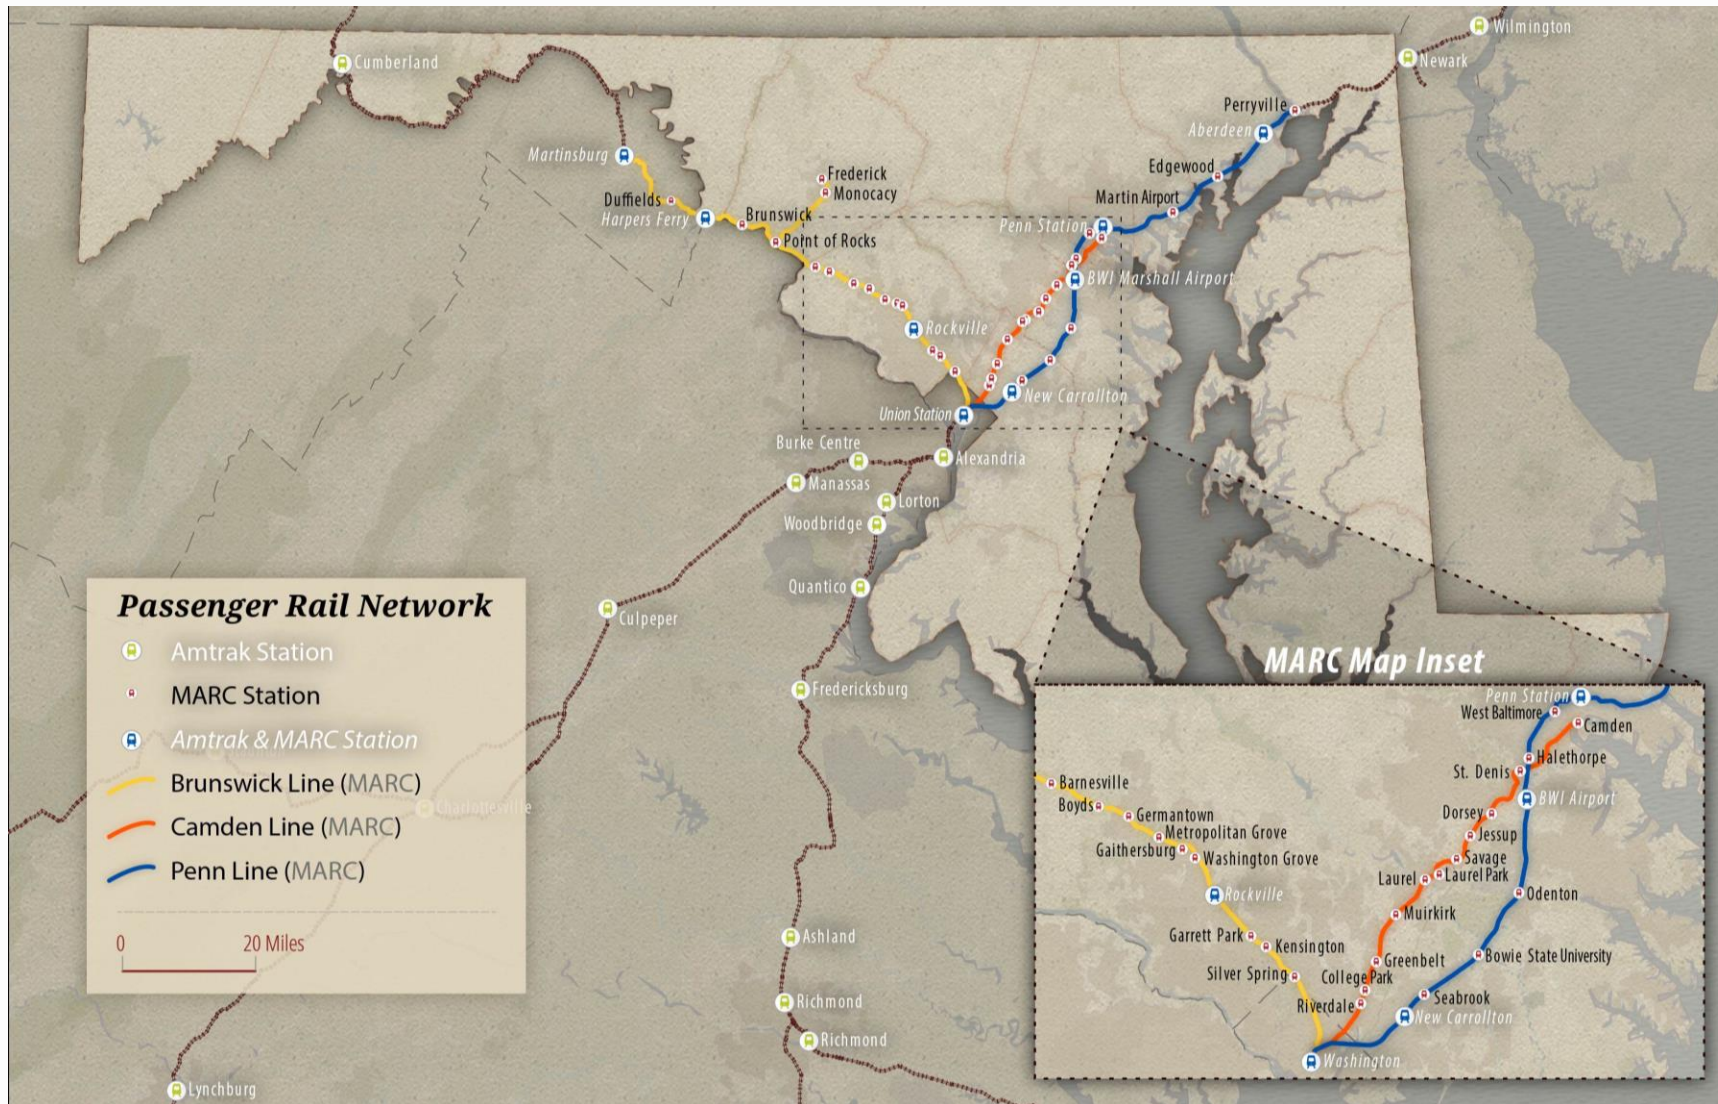 Wilmington
Cumberland
Newark
Perryville
Aberdeen
Martinsburg
Edgewood
Frederick
Monocacy
Martin Airport
Duffields
Harpers Ferry
Brunswick
Penn Station
Point of Rocks
BWI Marshall Airport
Rockville
New Carrollton
Union Station
Burke Centre
Alexandria
Manassas
Lorton
Woodbridge
Quantico
Culpeper
Fredericksburg
Charlottesville
Ashland
Richmond
Richmond
Lynchburg
Passenger Rail Network
Amtrak Station
MARC Station
Amtrak & MARC Station
Brunswick Line (MARC)
Camden Line (MARC)
Penn Line (MARC)
0 20 Miles
MARC Map Inset
Penn Station
West Baltimore
Camden
Halethorpe
St. Denis
Barnesville
BWI Airport
Boyds
Germantown
Dorsey
Metropolitan Grove
Jessup
Gaithersburg
Washington Grove
Savage
Laurel Park
Laurel
Rockville
Odenton
Muirkirk
Garrett Park
Kensington
Bowie State University
Greenbelt
Silver Spring
College Park
Seabrook
Riverdale
New Carrollton
Washington